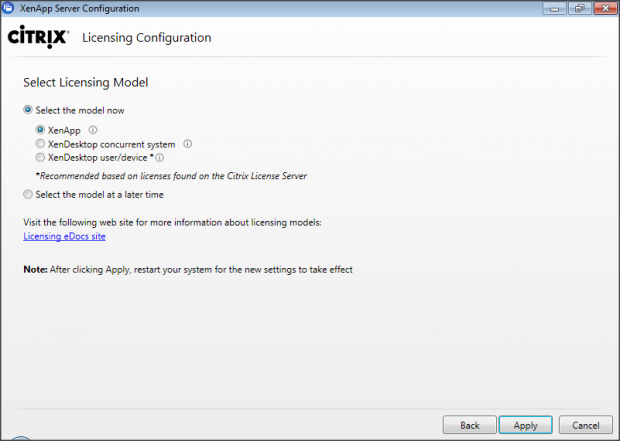 XenApp Server Configuration
CITRIX Licensing Configuration
Select Licensing Model
Select the model now
XenApp
XenDesktop concurrent system
XenDesktop user/device *
*Recommended based on licenses found on the Citrix License Server
Select the model at a later time
Visit the following web site for more information about licensing models:
Licensing eDocs site
Note: After clicking Apply, restart your system for the new settings to take effect
Back Apply Cancel